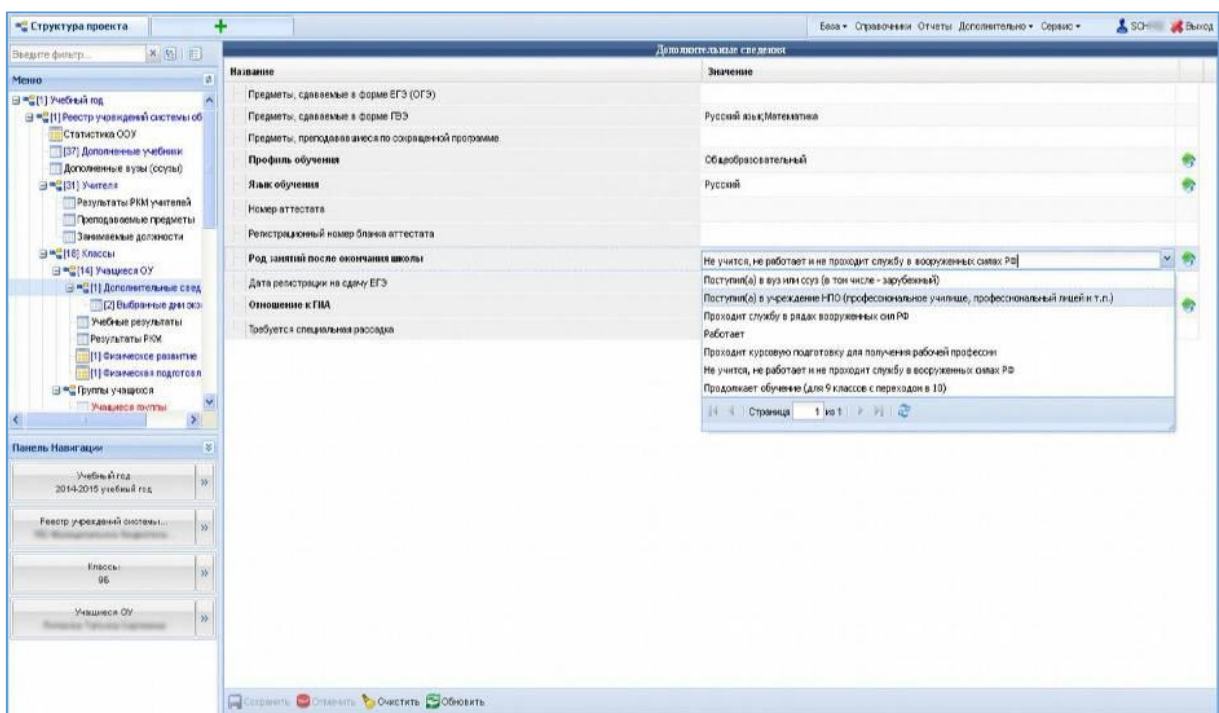 Структура проекта
База Справочники Отчеты Дополнительно Сервис
Выход
Введите фильтр...
Дополнительные сведения
Меню
Название Значение
[1] Учебный год
[1] Реестр учреждений системы об
Статистика ООУ
[37] Дополненные учебники
Дополненные вузы (ссузы)
[31] Учителя
Результаты РКМ учителей
Преподаваемые предметы
Занимаемые должности
[16] Классы
[14] Учащиеся ОУ
[1] Дополнительные свед
[2] Выбранные дни экз
Учебные результаты
Результаты РКМ
[1] Физическое развитие
[1] Физическая подготовл
Группы учащихся
Учащиеся группы
Предметы, сдаваемые в форме ЕГЭ (ОГЭ)
Предметы, сдаваемые в форме ГВЭ Русский язык;Математика
Предметы, преподававшиеся по сокращенной программе
Профиль обучения Общеобразовательный
Язык обучения Русский
Номер аттестата
Регистрационный номер бланка аттестата
Род занятий после окончания школы Не учится, не работает и не проходит службу в вооруженных силах РФ
Дата регистрации на сдачу ЕГЭ
Отношение к ГИА
Требуется специальная рассадка
Поступил(а) в вуз или ссуз (в том числе - зарубежный)
Поступил(а) в учреждение НПО (профессиональное училище, профессиональный лицей и т.п.)
Проходит службу в рядах вооруженных сил РФ
Работает
Проходит курсовую подготовку для получения рабочей профессии
Не учится, не работает и не проходит службу в вооруженных силах РФ
Продолжает обучение (для 9 классов с переходом в 10)
Страница 1 из 1
Панель Навигации
Учебный год
2014-2015 учебный год
Реестр учреждений системы...
Классы
Учащиеся ОУ
Сохранить Отменить Очистить Обновить